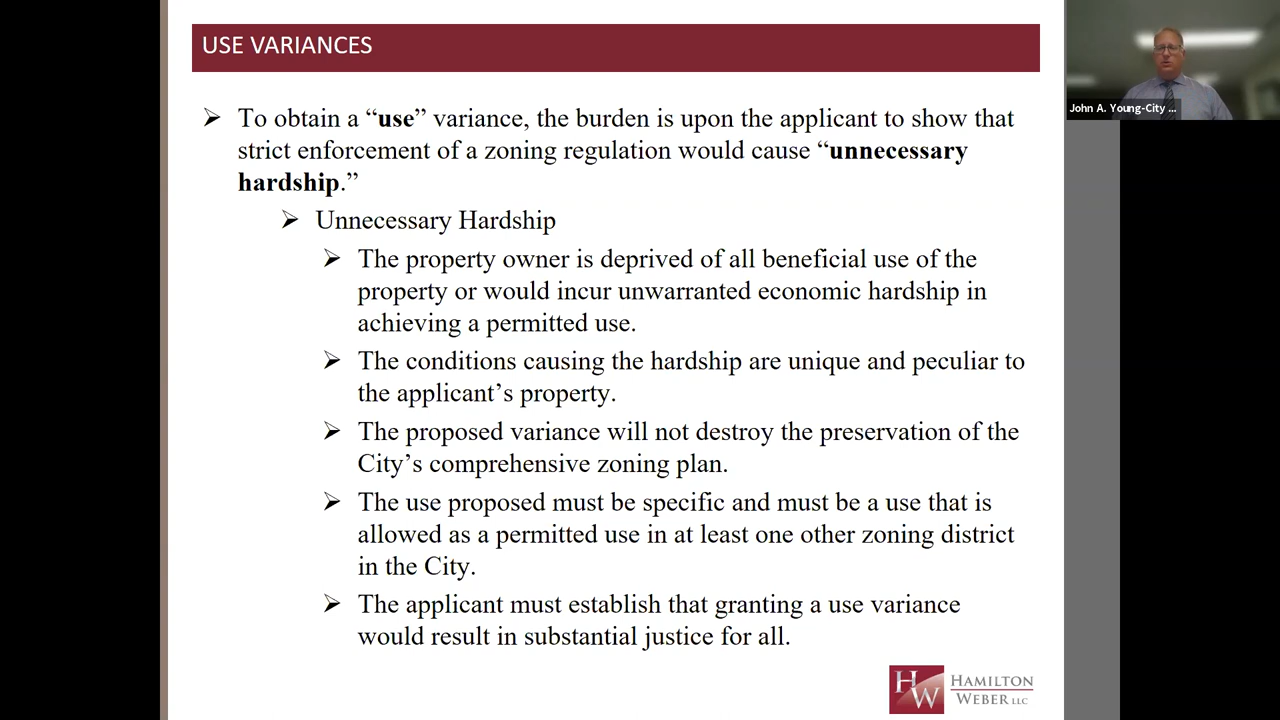 USE VARIANCES
➢ To obtain a “use” variance, the burden is upon the applicant to show that
strict enforcement of a zoning regulation would cause “unnecessary
hardship.”
➢ Unnecessary Hardship
➢ The property owner is deprived of all beneficial use of the
property or would incur unwarranted economic hardship in
achieving a permitted use.
➢ The conditions causing the hardship are unique and peculiar to
the applicant’s property.
➢ The proposed variance will not destroy the preservation of the
City’s comprehensive zoning plan.
➢ The use proposed must be specific and must be a use that is
allowed as a permitted use in at least one other zoning district
in the City.
➢ The applicant must establish that granting a use variance
would result in substantial justice for all.
HW
HAMILTON
WEBER LLC
John A. Young-City ...